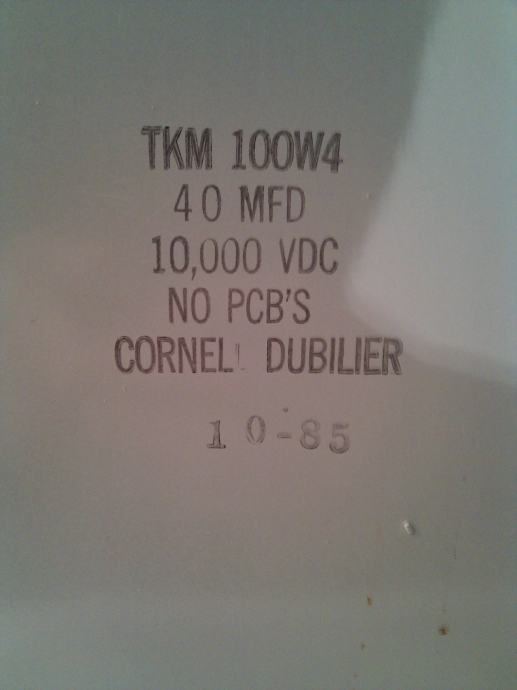 TKM 100W4
40 MFD
10,000 VDC
NO PCB'S
CORNELL DUBILIER
10-85